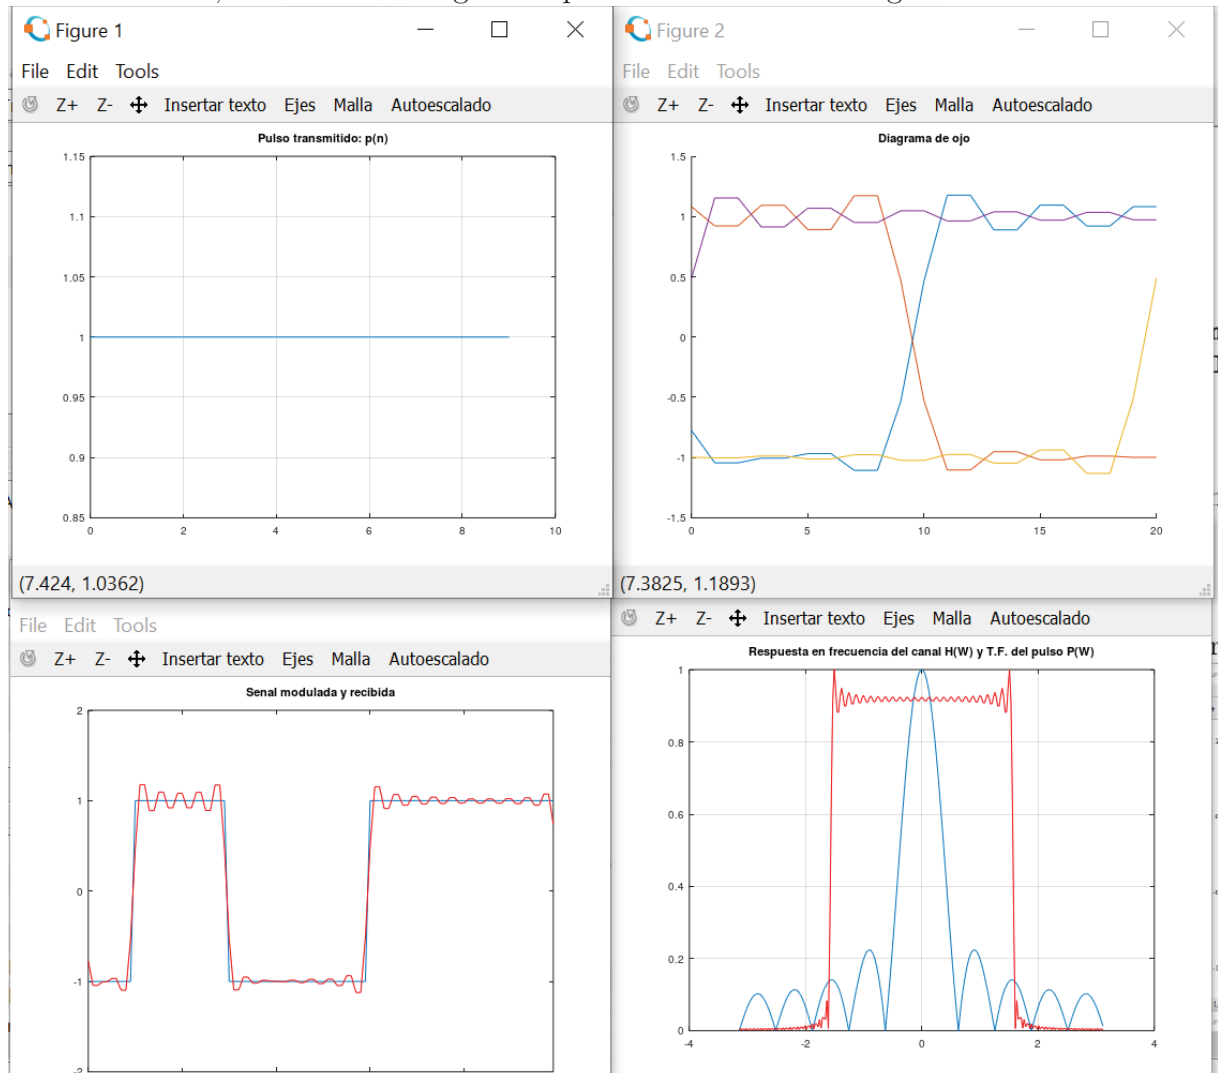 Figure 1
File Edit Tools
Z+ Z- Insertar texto Ejes Malla Autoescalado
Pulso transmitido: p(n)
1.15
1.1
1.05
1
0.95
0.9
0.85
0 2 4 6 8 10
(7.424, 1.0362)
Figure 2
File Edit Tools
Z+ Z- Insertar texto Ejes Malla Autoescalado
Diagrama de ojo
1.5
1
0.5
0
-0.5
-1
-1.5
0 5 10 15 20
(7.3825, 1.1893)
File Edit Tools
Z+ Z- Insertar texto Ejes Malla Autoescalado
Senal modulada y recibida
2
1
0
-1
-2
Z+ Z- Insertar texto Ejes Malla Autoescalado
Respuesta en frecuencia del canal H(W) y T.F. del pulso P(W)
1
0.8
0.6
0.4
0.2
0
-4 -2 0 2 4